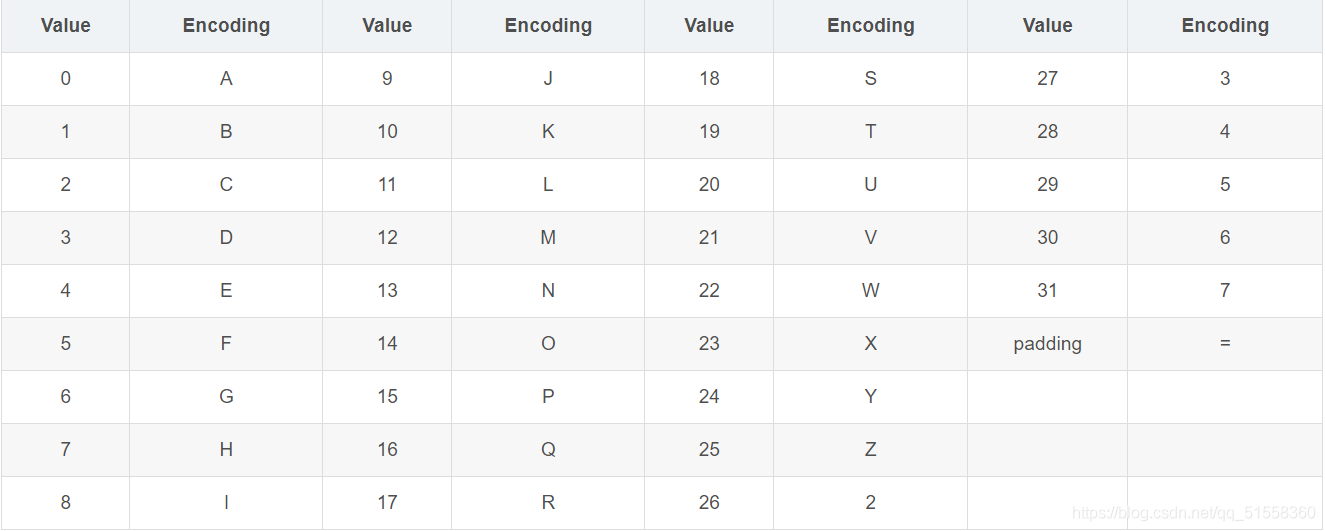 Value Encoding Value Encoding Value Encoding Value Encoding
0 A 9 J 18 S 27 3
1 B 10 K 19 T 28 4
2 C 11 L 20 U 29 5
3 D 12 M 21 V 30 6
4 E 13 N 22 W 31 7
5 F 14 O 23 X padding =
6 G 15 P 24 Y
7 H 16 Q 25 Z
8 I 17 R 26 2
https://blog.csdn.net/qq_51558360